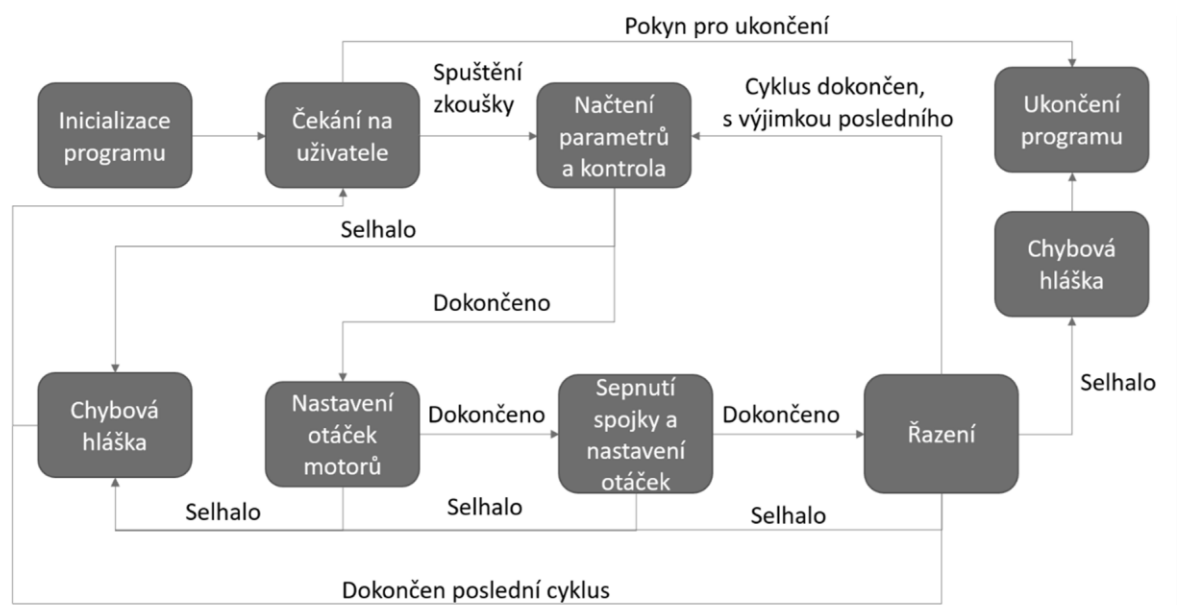 Pokyn pro ukončení
Inicializace
programu
Čekání na
uživatele
Spuštění
zkoušky
Načtení
parametrů
a kontrola
Cyklus dokončen,
s výjimkou posledního
Ukončení
programu
Selhalo
Chybová
hláška
Dokončeno
Chybová
hláška
Nastavení
otáček
motorů
Dokončeno
Sepnutí
spojky a
nastavení
otáček
Dokončeno
Řazení
Selhalo
Selhalo
Selhalo
Selhalo
Dokončen poslední cyklus